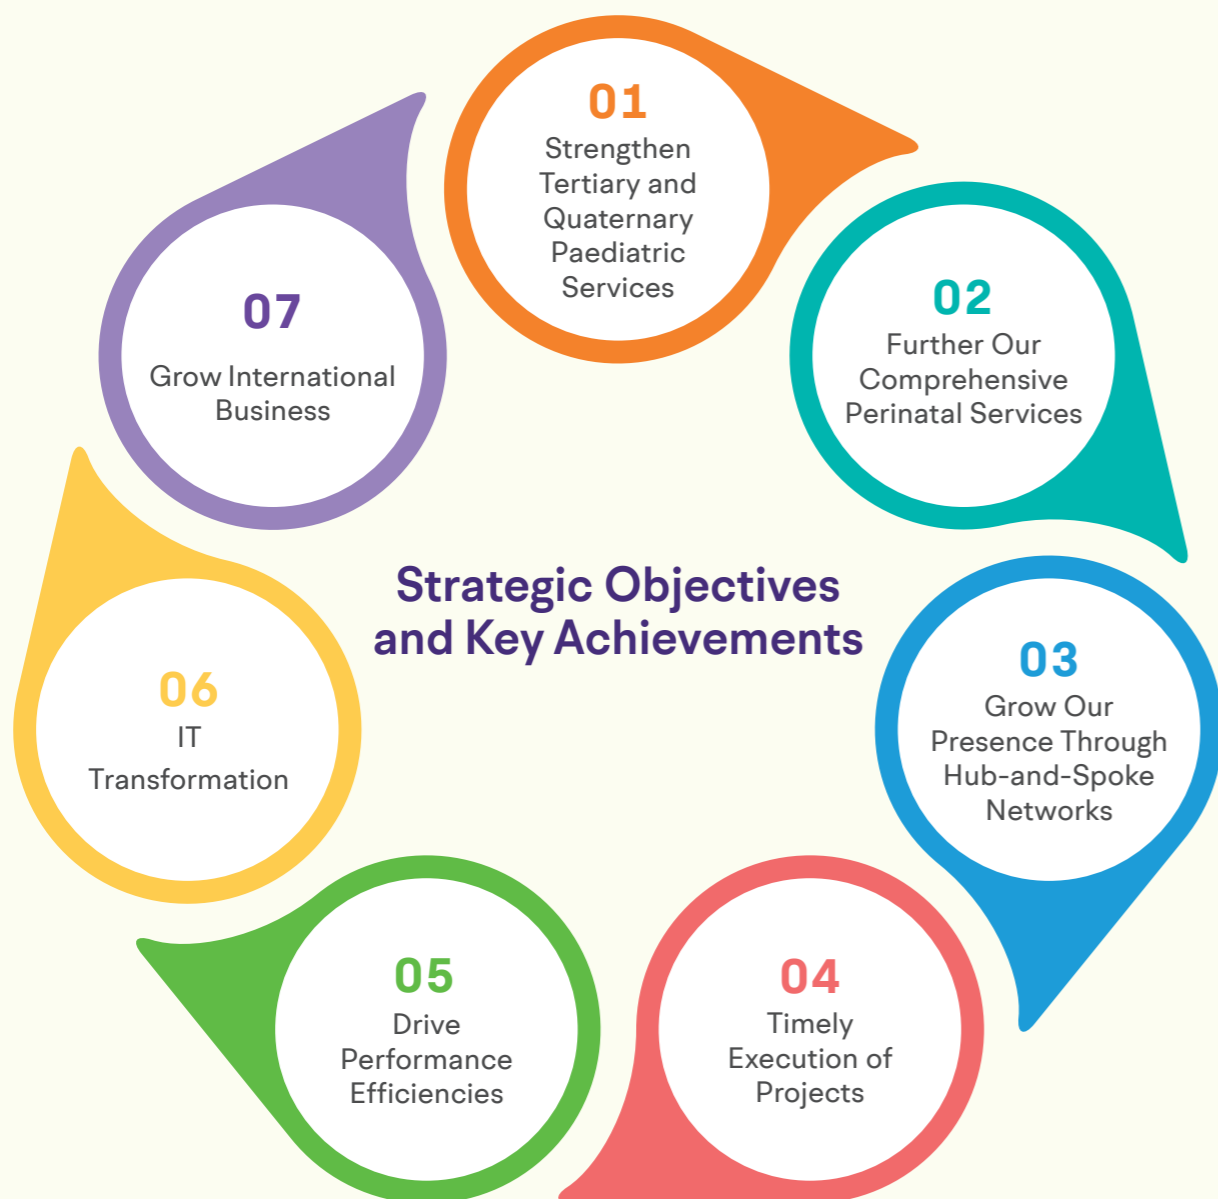 01
Strengthen
Tertiary and
Quaternary
Paediatric
Services
02
Further Our
Comprehensive
Perinatal Services
03
Grow Our
Presence Through
Hub-and-Spoke
Networks
04
Timely
Execution of
Projects
05
Drive
Performance
Efficiencies
06
IT
Transformation
07
Grow International
Business
Strategic Objectives
and Key Achievements